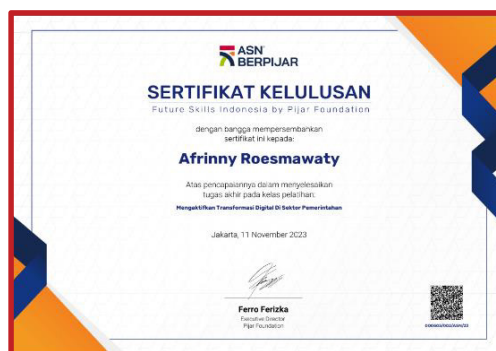 ASN
BERPIJAR
SERTIFIKAT KELULUSAN
Future Skills Indonesia by Pijar Foundation
dengan bangga mempersembahkan
sertifikat ini kepada:
Afrinny Roesmawaty
Atas pencapaiannya dalam menyelesaikan
tugas akhir pada kelas pelatihan:
Mengaktifkan Transformasi Digital Di Sektor Pemerintahan
Jakarta, 11 November 2023
Ferro Ferizka
Executive Director
Pijar Foundation